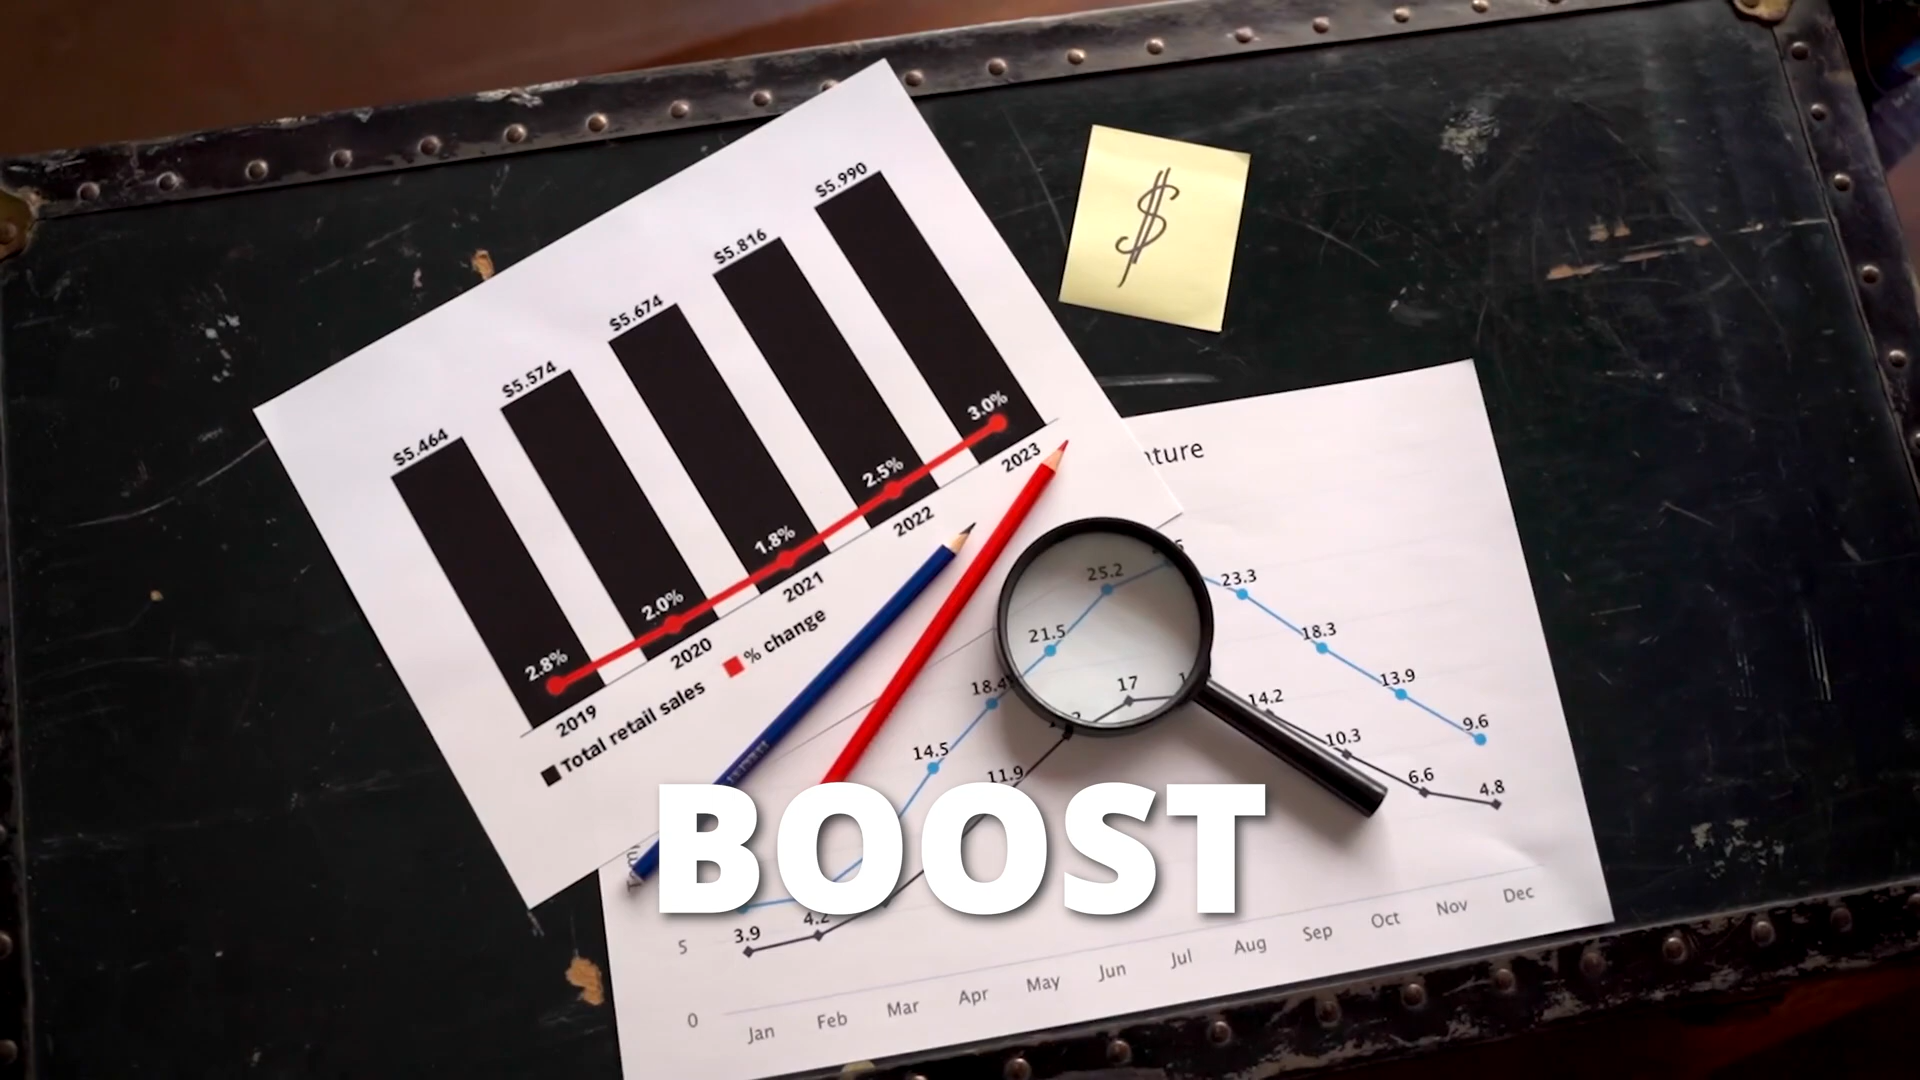 $5.464
$5.574
$5.674
$5.816
$5.990
2.8%
2.0%
1.8%
2.5%
3.0%
2019
2020
2021
2022
2023
Total retail sales
% change
$
18.4
14.5
21.5
25.2
23.3
18.3
13.9
9.6
3.9
4.2
11.9
17
14.2
10.3
6.6
4.8
BOOST
5
0
Jan
Feb
Mar
Apr
May
Jun
Jul
Aug
Sep
Oct
Nov
Dec